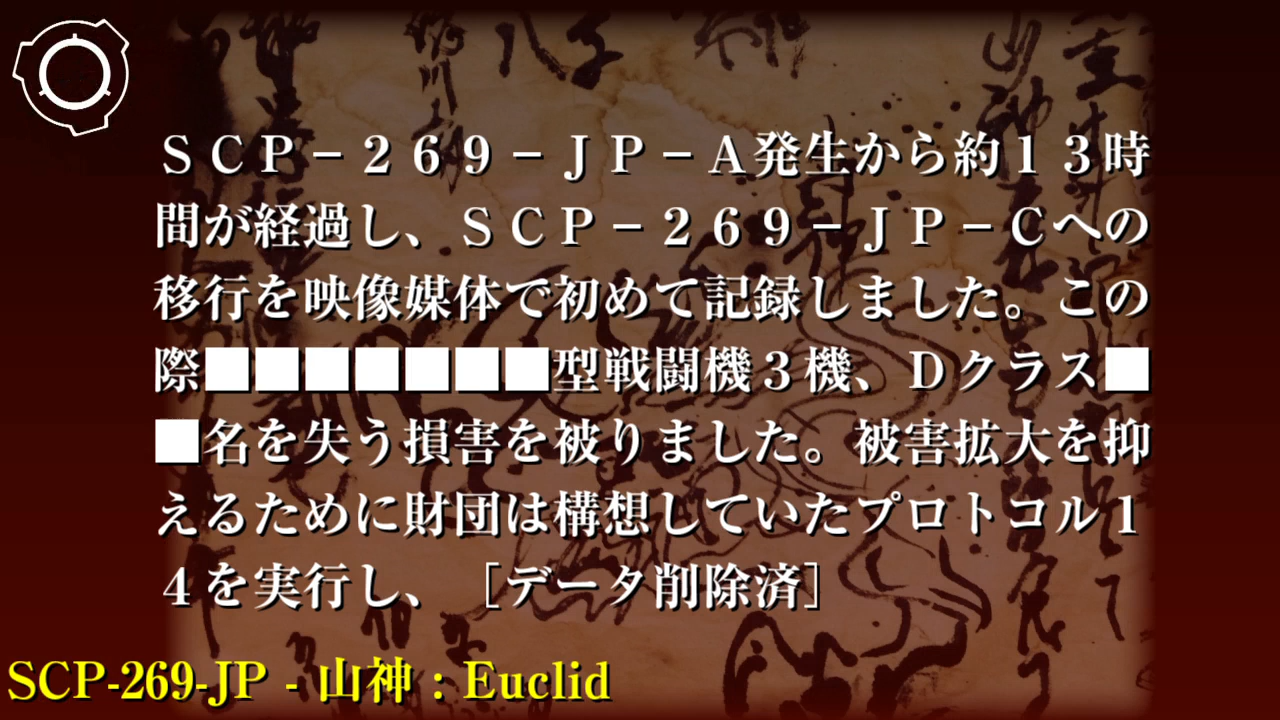 ＳＣＰ－２６９－ＪＰ－Ａ発生から約１３時
間が経過し、ＳＣＰ－２６９－ＪＰ－Ｃへの
移行を映像媒体で初めて記録しました。この
際■■■■■■■型戦闘機３機、Ｄクラス■
■名を失う損害を被りました。被害拡大を抑
えるために財団は構想していたプロトコル１
４を実行し、［データ削除済］
SCP-269-JP - 山神 : Euclid